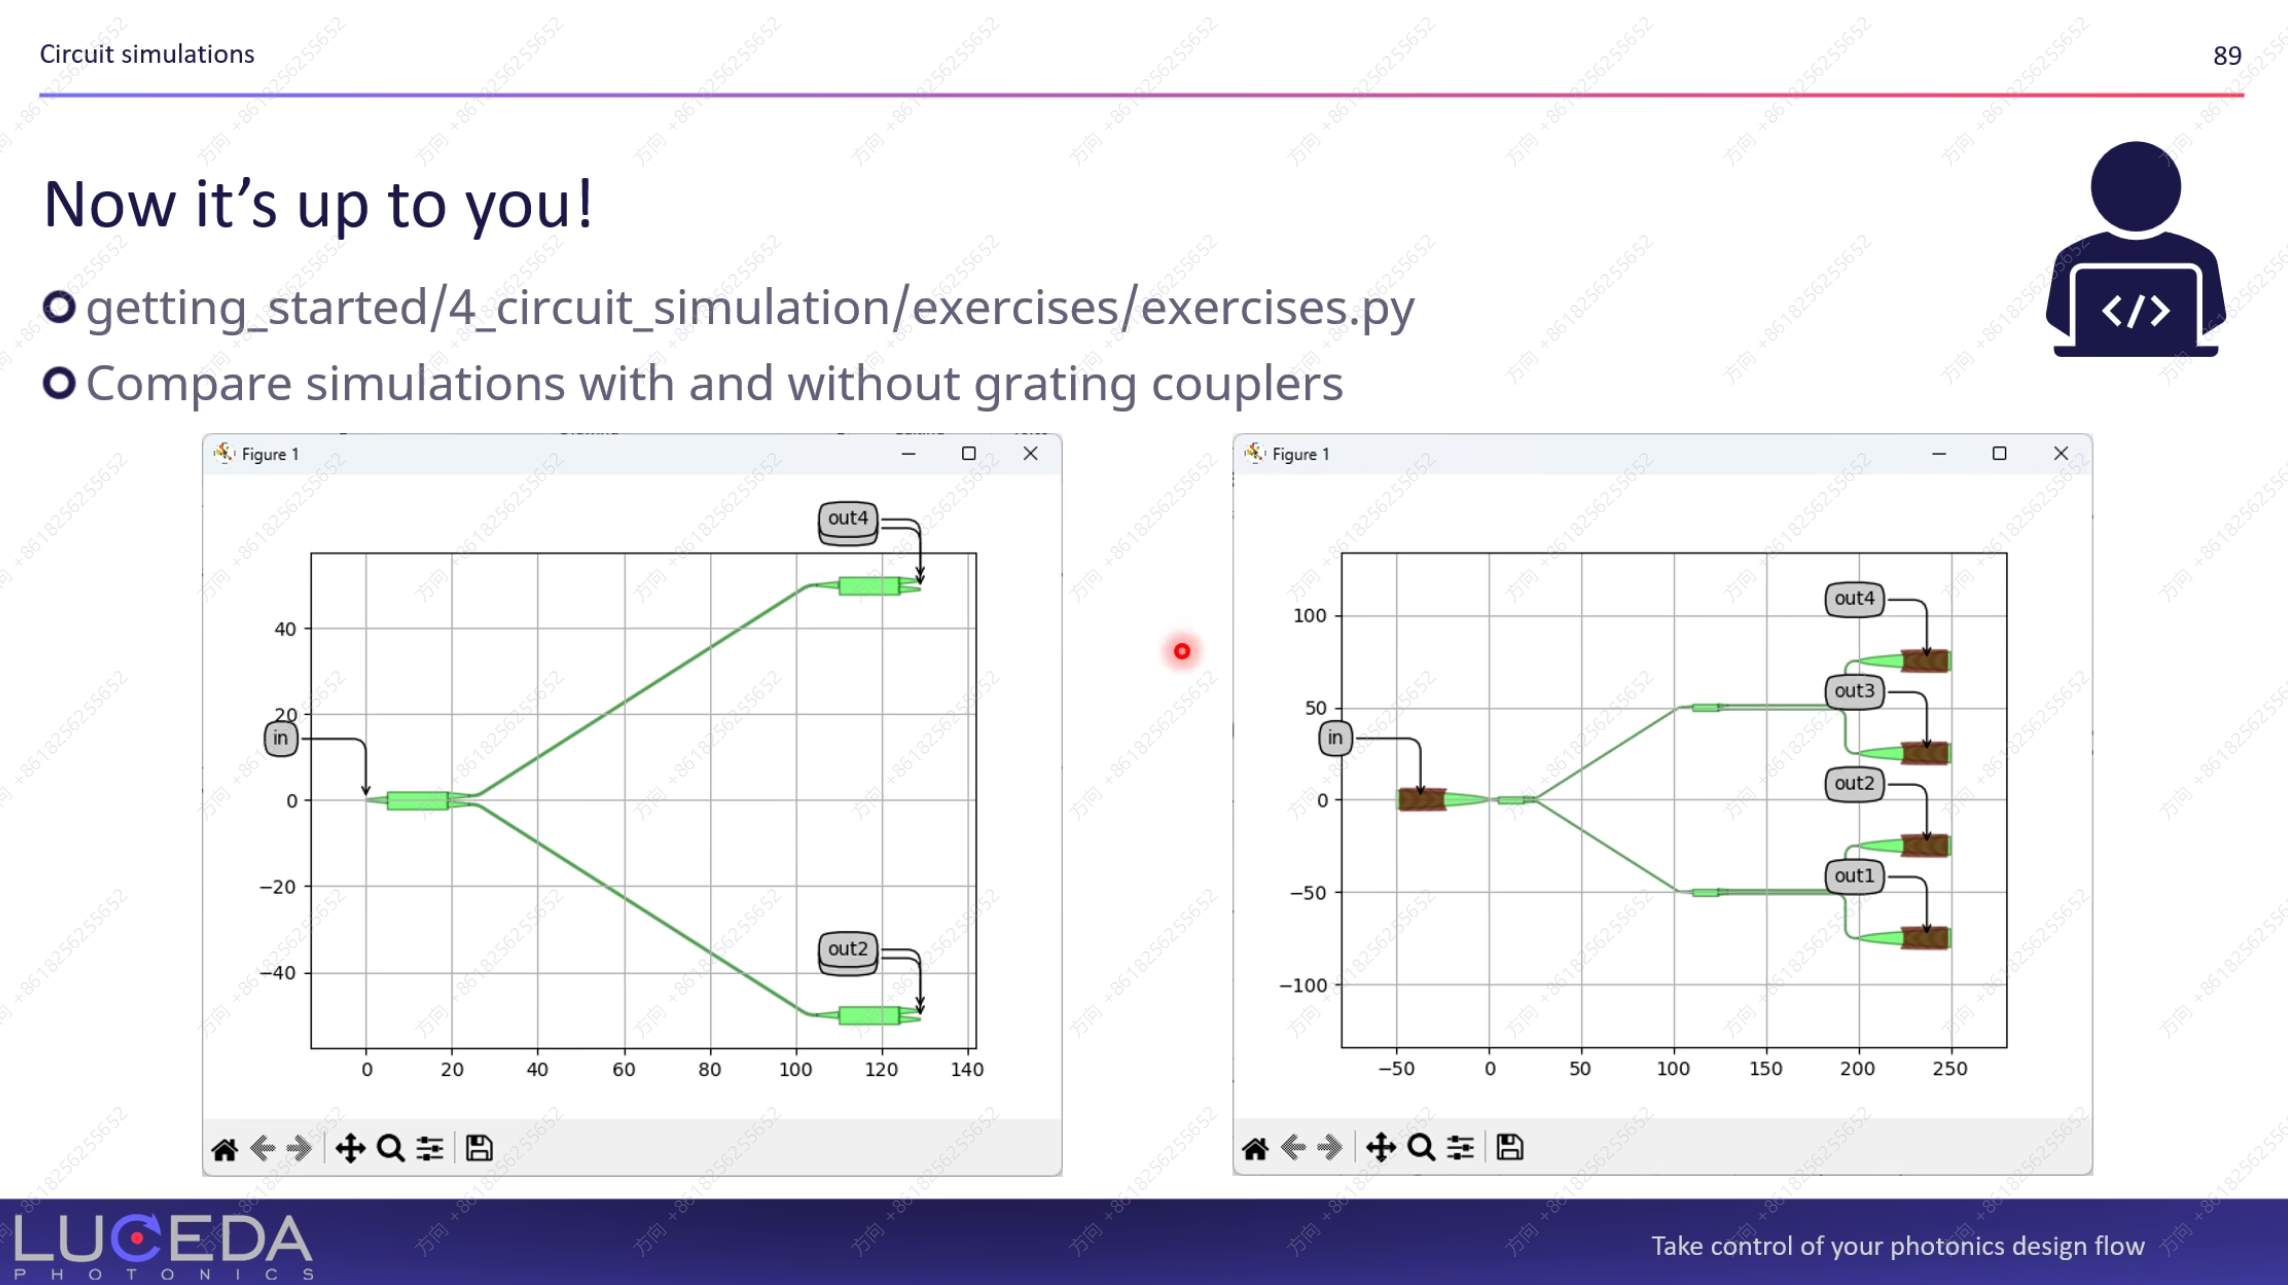 Circuit simulations
89
Now it's up to you!
getting_started/4_circuit_simulation/exercises/exercises.py
Compare simulations with and without grating couplers
Figure 1
out4
40
20
in
0
−20
out2
−40
0 20 40 60 80 100 120 140
Figure 1
out4
100
out3
50
in
out2
0
out1
−50
−100
−50 0 50 100 150 200 250
LUCEDA
PHOTONICS
Take control of your photonics design flow
方向 +8618256255652